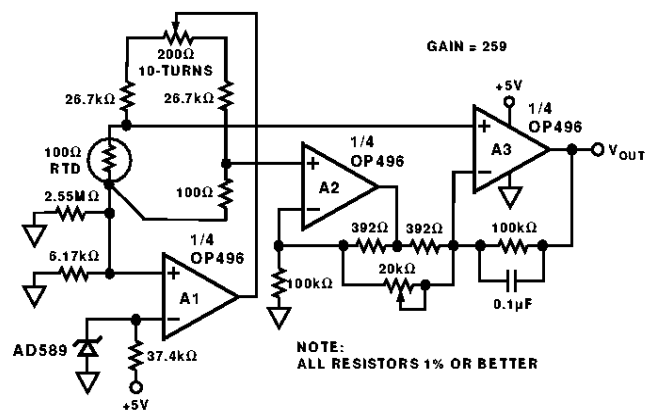 200Ω
10-TURNS
GAIN = 259
26.7kΩ
26.7kΩ
+5V
1/4
OP496
A3
VOUT
100Ω
RTD
1/4
OP496
A2
100Ω
2.55MΩ
392Ω
392Ω
100kΩ
6.17kΩ
1/4
OP496
A1
100kΩ
20kΩ
0.1µF
AD589
37.4kΩ
+5V
NOTE:
ALL RESISTORS 1% OR BETTER